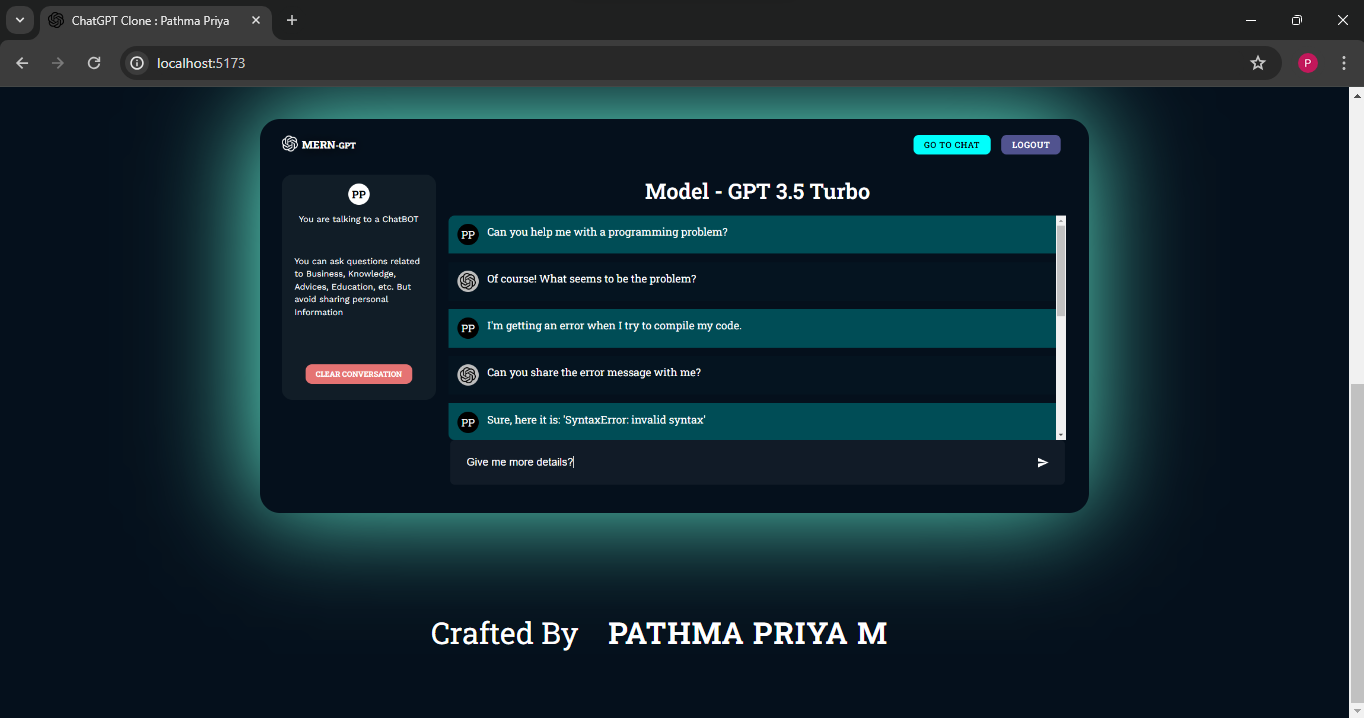 ChatGPT Clone : Pathma Priya
localhost:5173
P
MERN-GPT
GO TO CHAT
LOGOUT
PP
You are talking to a ChatBOT
You can ask questions related
to Business, Knowledge,
Advices, Education, etc. But
avoid sharing personal
Information
CLEAR CONVERSATION
Model - GPT 3.5 Turbo
PP Can you help me with a programming problem?
Of course! What seems to be the problem?
PP I'm getting an error when I try to compile my code.
Can you share the error message with me?
PP Sure, here it is: 'SyntaxError: invalid syntax'
Give me more details?
Crafted By PATHMA PRIYA M